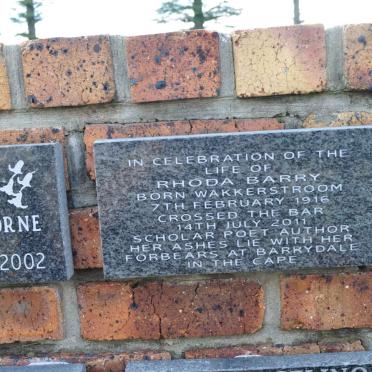 ORNE
2002
IN CELEBRATION OF THE
LIFE OF
RHODA BARRY
BORN WAKKERSTROOM
7TH FEBRUARY 1916
CROSSED THE BAR
14TH JULY 2011
SCHOLAR POET AUTHOR
HER ASHES LIE WITH HER
FORBEARS AT BARRYDALE
IN THE CAPE